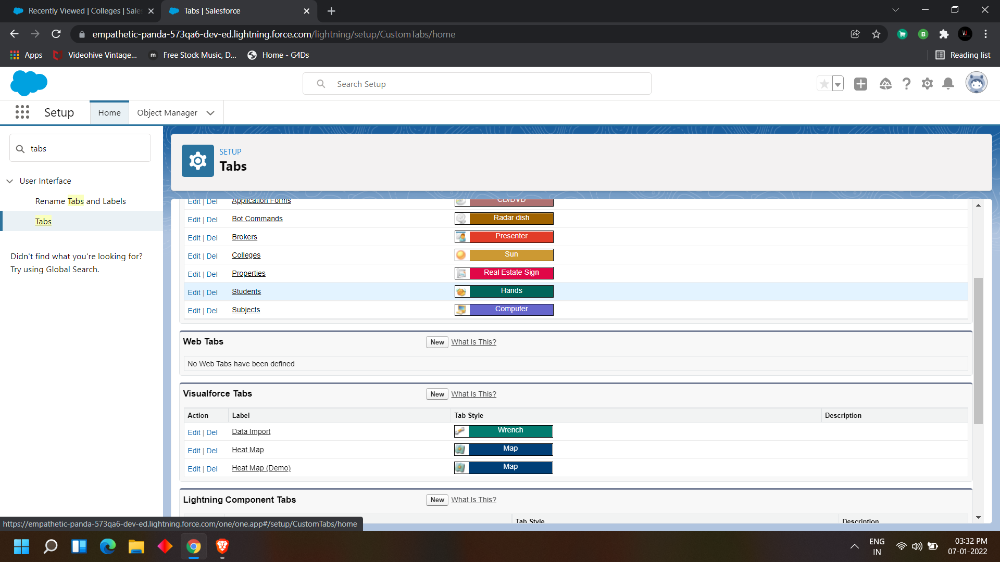 Recently Viewed | Colleges | Sale
Tabs | Salesforce
empathetic-panda-573qa6-dev-ed.lightning.force.com/lightning/setup/CustomTabs/home
Apps
Videohive Vintage...
m
Free Stock Music, D...
Home - G4Ds
B
Reading list
Search Setup
Setup
Home
Object Manager
tabs
User Interface
Rename Tabs and Labels
Tabs
Didn't find what you're looking for?
Try using Global Search.
SETUP
Tabs
Edit | Del Application Forms CD/DVD
Edit | Del Bot Commands Radar dish
Edit | Del Brokers Presenter
Edit | Del Colleges Sun
Edit | Del Properties Real Estate Sign
Edit | Del Students Hands
Edit | Del Subjects Computer
Web Tabs New What Is This?
No Web Tabs have been defined
Visualforce Tabs New What Is This?
Action Label Tab Style Description
Edit | Del Data Import Wrench
Edit | Del Heat Map Map
Edit | Del Heat Map (Demo) Map
Lightning Component Tabs New What Is This?
Tab Style Description
https://empathetic-panda-573qa6-dev-ed.lightning.force.com/one/one.app#/setup/CustomTabs/home
ENG
IN
03:32 PM
07-01-2022